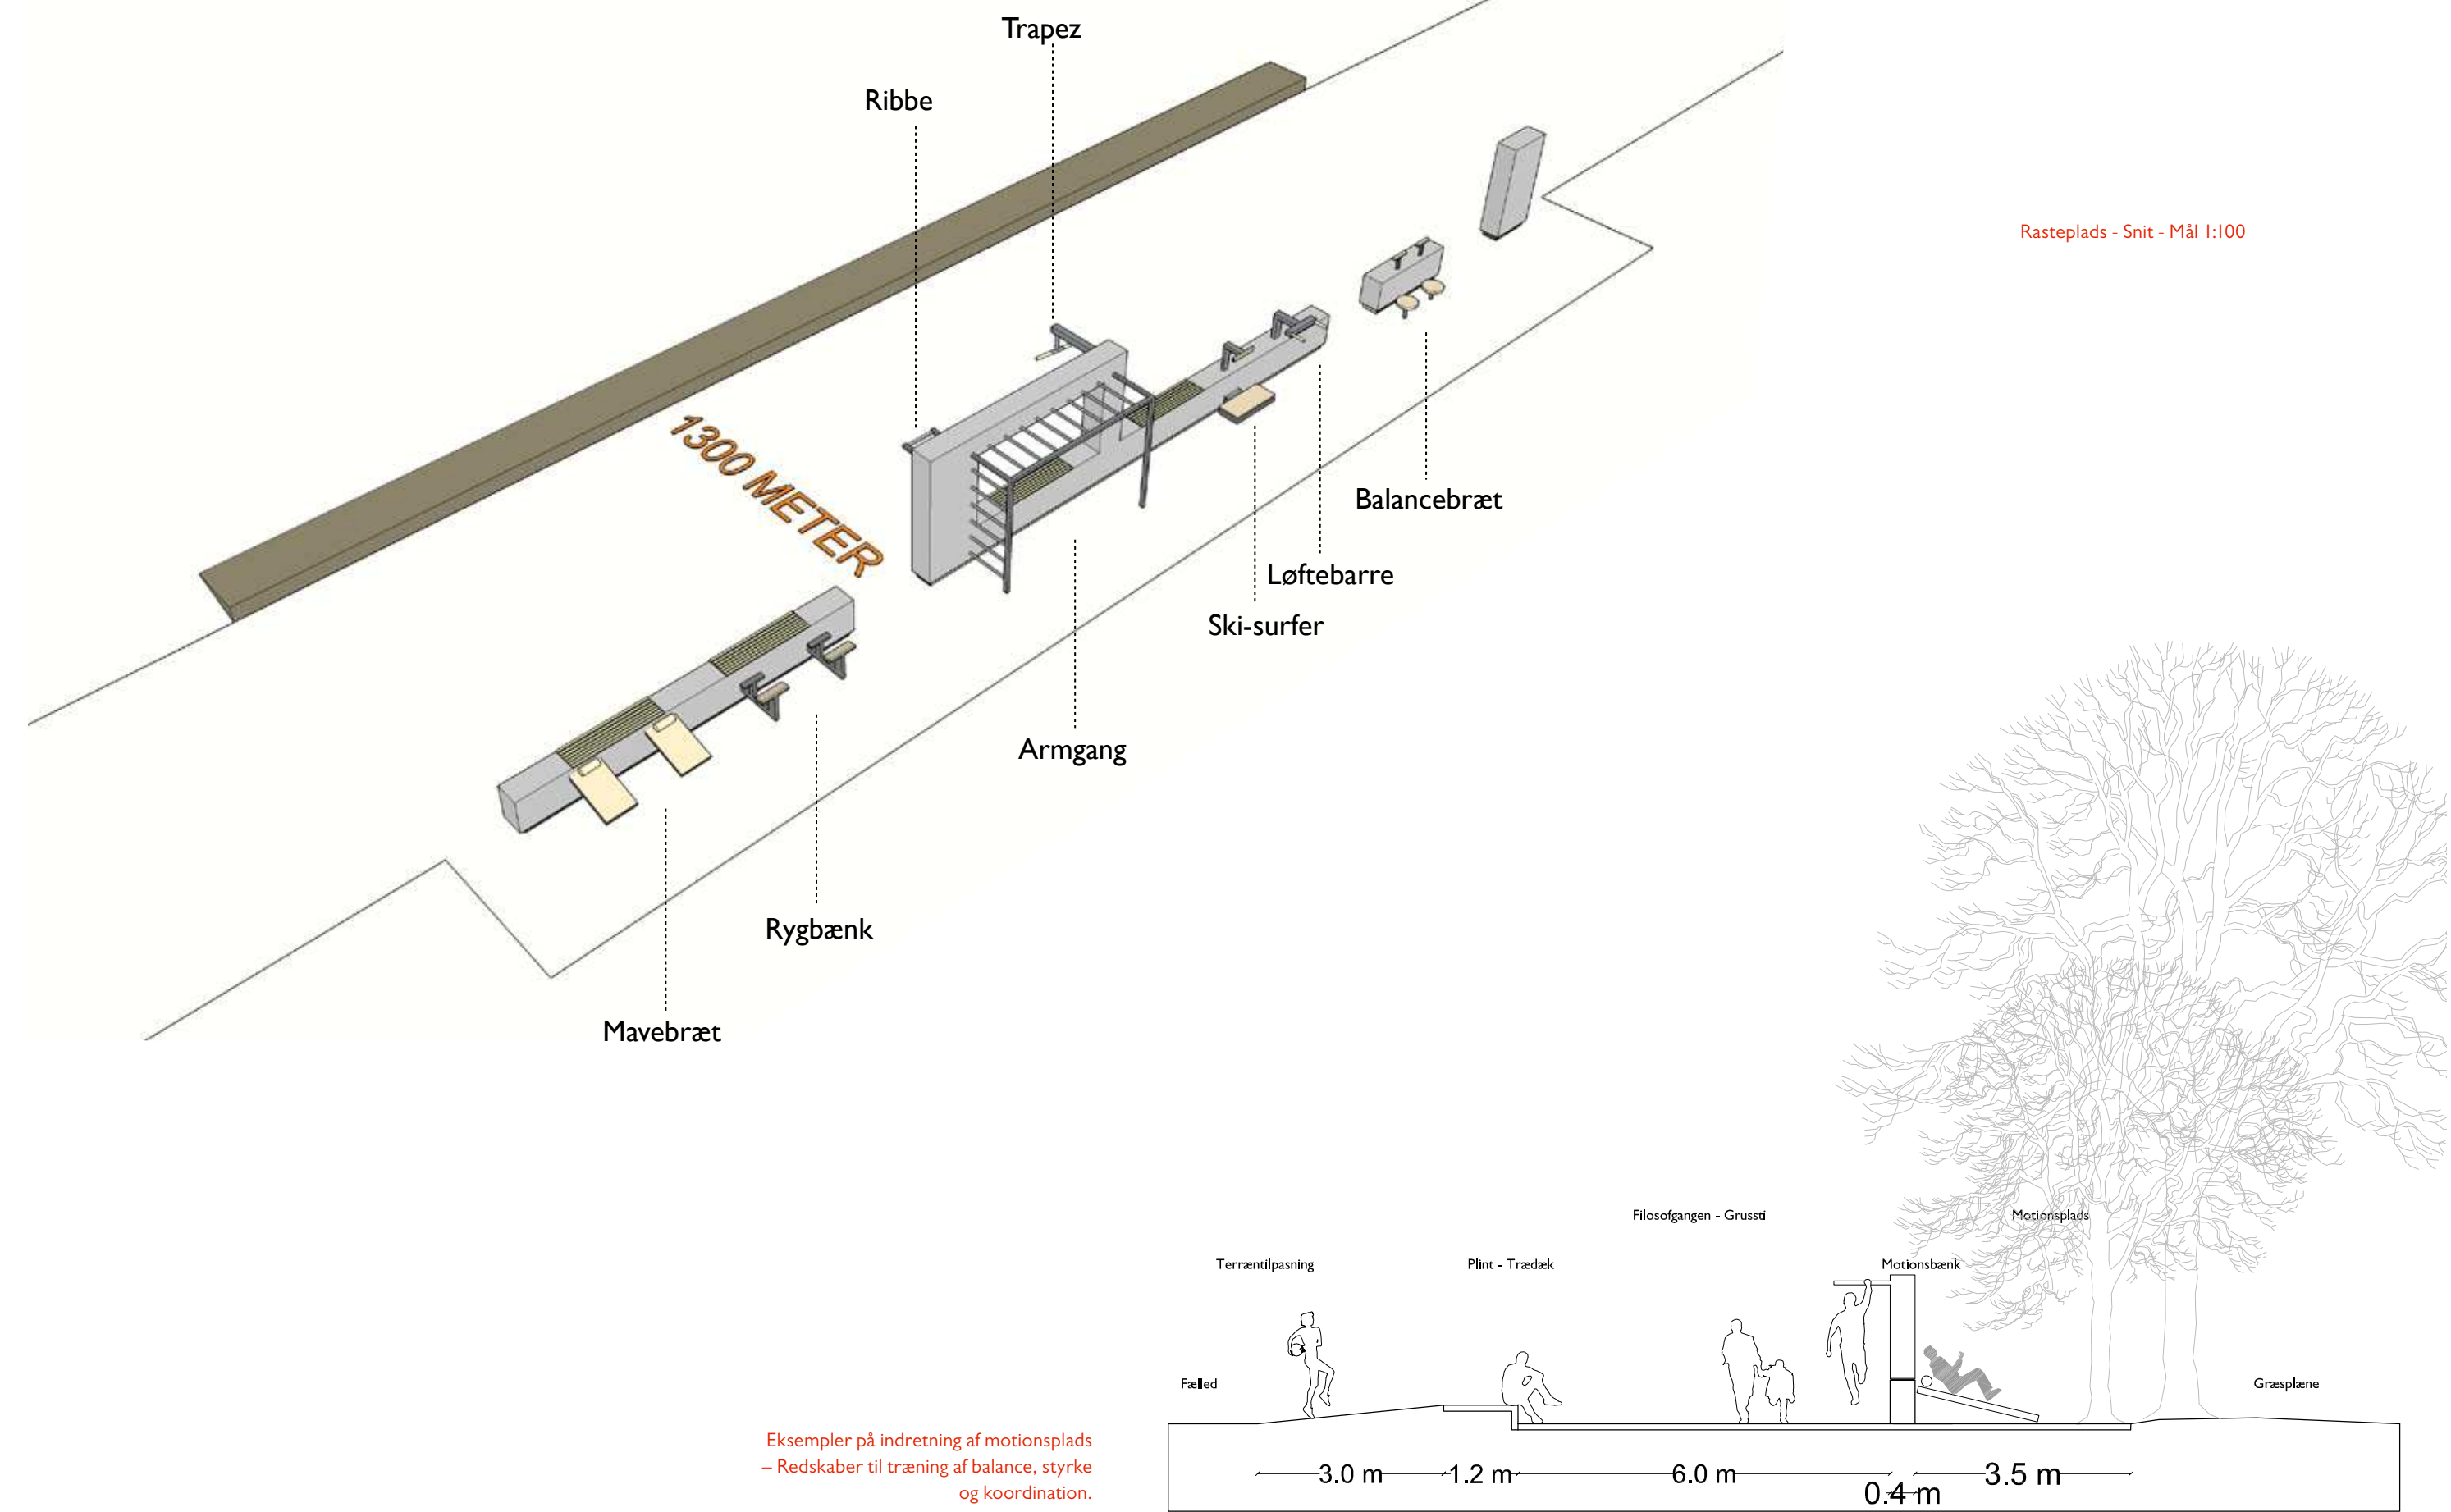 Trapez
Ribbe
Rasteplads - Snit - Mål 1:100
1300 METER
Balancebræt
Løftebarre
Ski-surfer
Armgang
Rygbænk
Mavebræt
Filosofgangen - Grussti
Motionsplads
Terræntilpasning
Plint - Trædæk
Motionsbænk
Fælled
Græsplæne
Eksempler på indretning af motionsplads
– Redskaber til træning af balance, styrke
og koordination.
3.0 m
1.2 m
6.0 m
0.4 m
3.5 m